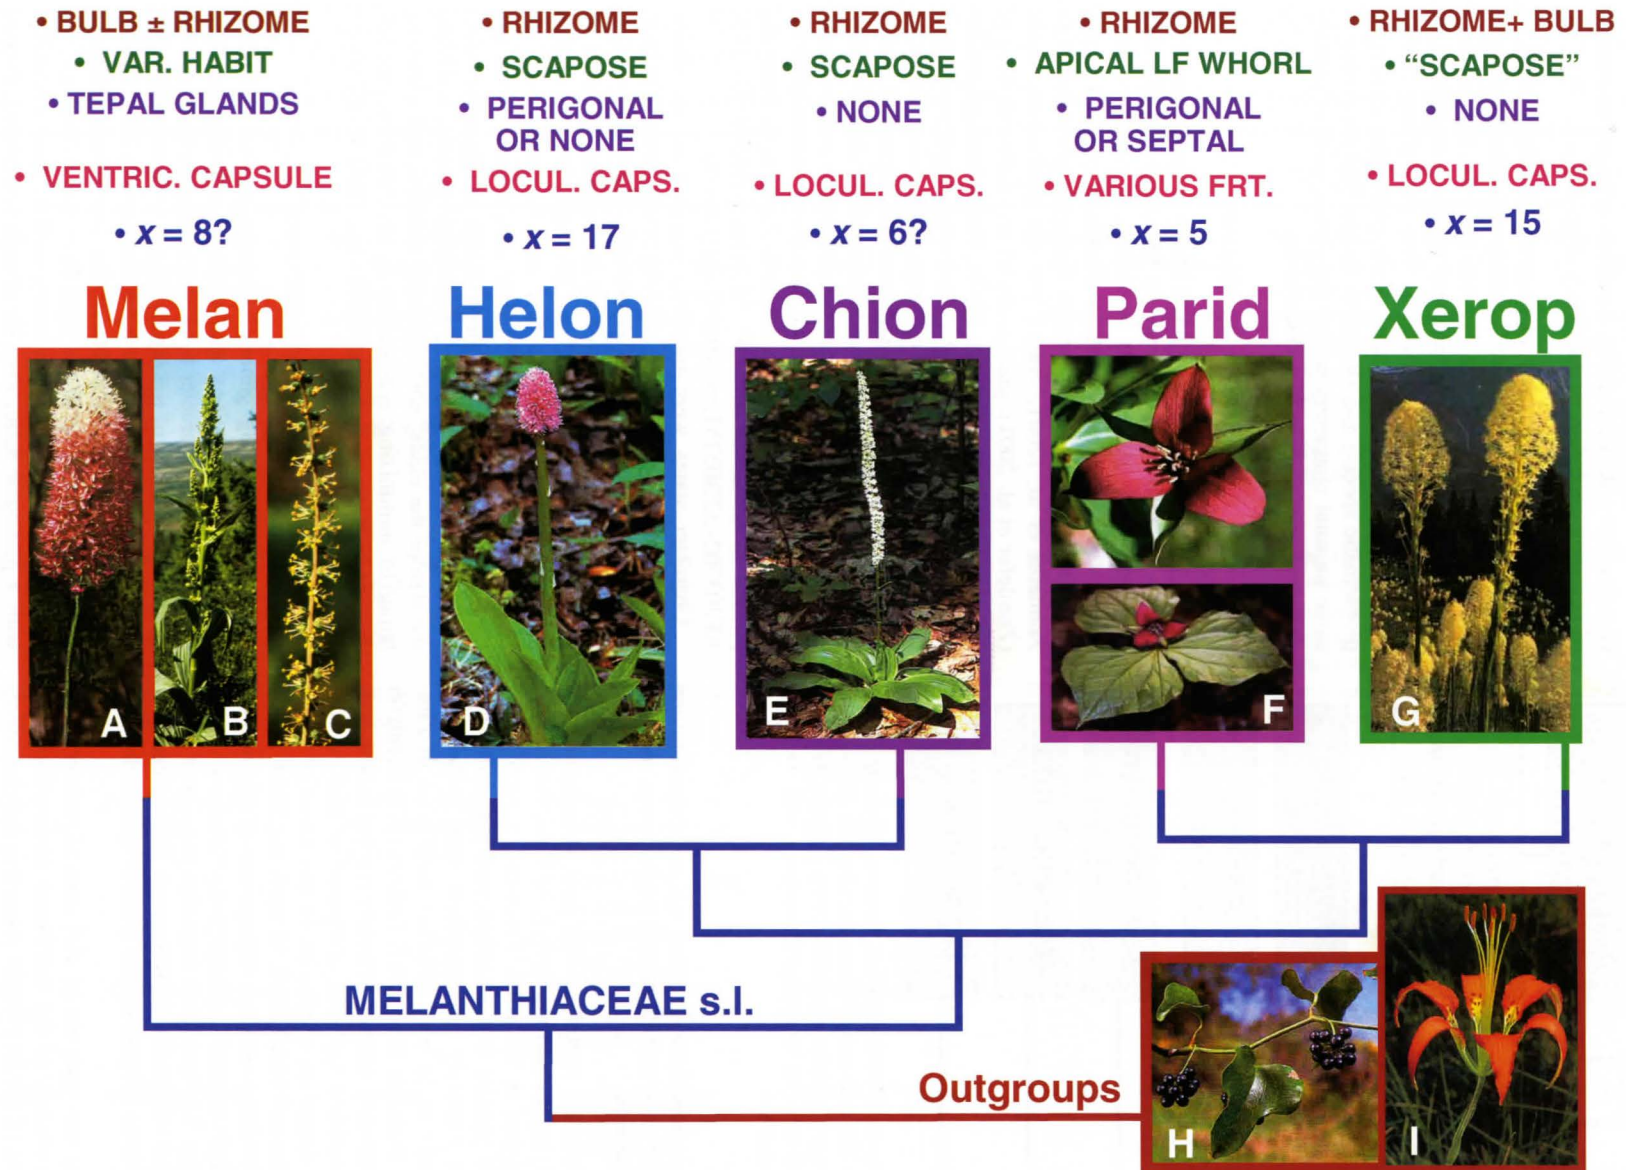 • BULB ± RHIZOME
• VAR. HABIT
• TEPAL GLANDS
• VENTRIC. CAPSULE
• x = 8?
• RHIZOME
• SCAPOSE
• PERIGONAL
OR NONE
• LOCUL. CAPS.
• x = 17
• RHIZOME
• SCAPOSE
• NONE
• LOCUL. CAPS.
• x = 6?
• RHIZOME
• APICAL LF WHORL
• PERIGONAL
OR SEPTAL
• VARIOUS FRT.
• x = 5
• RHIZOME+ BULB
• “SCAPOSE”
• NONE
• LOCUL. CAPS.
• x = 15
Melan
Helon
Chion
Parid
Xerop
A
B
C
D
E
F
G
MELANTHIACEAE s.l.
Outgroups
H
I